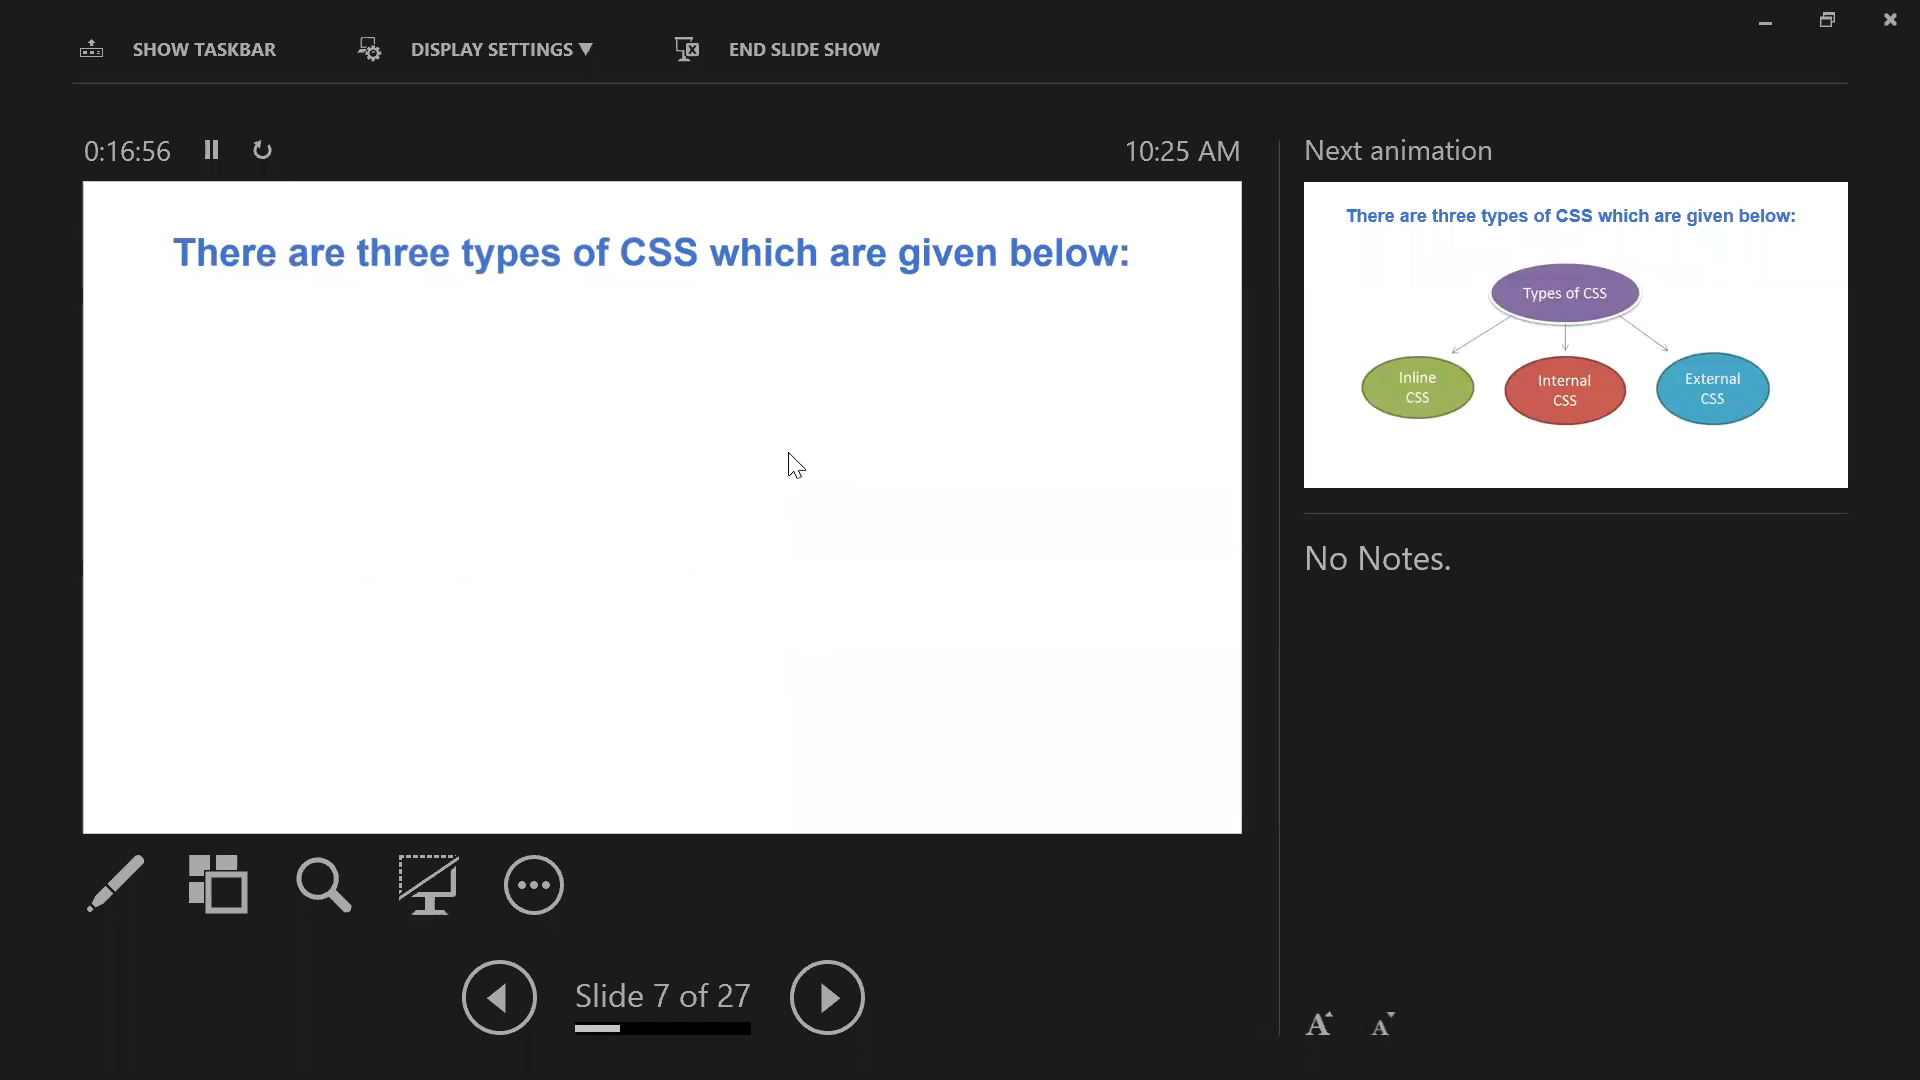 SHOW TASKBAR
DISPLAY SETTINGS ▼
END SLIDE SHOW
0:16:56
10:25 AM
There are three types of CSS which are given below:
Slide 7 of 27
Next animation
There are three types of CSS which are given below:
Types of CSS
Inline
CSS
Internal
CSS
External
CSS
No Notes.
A
A